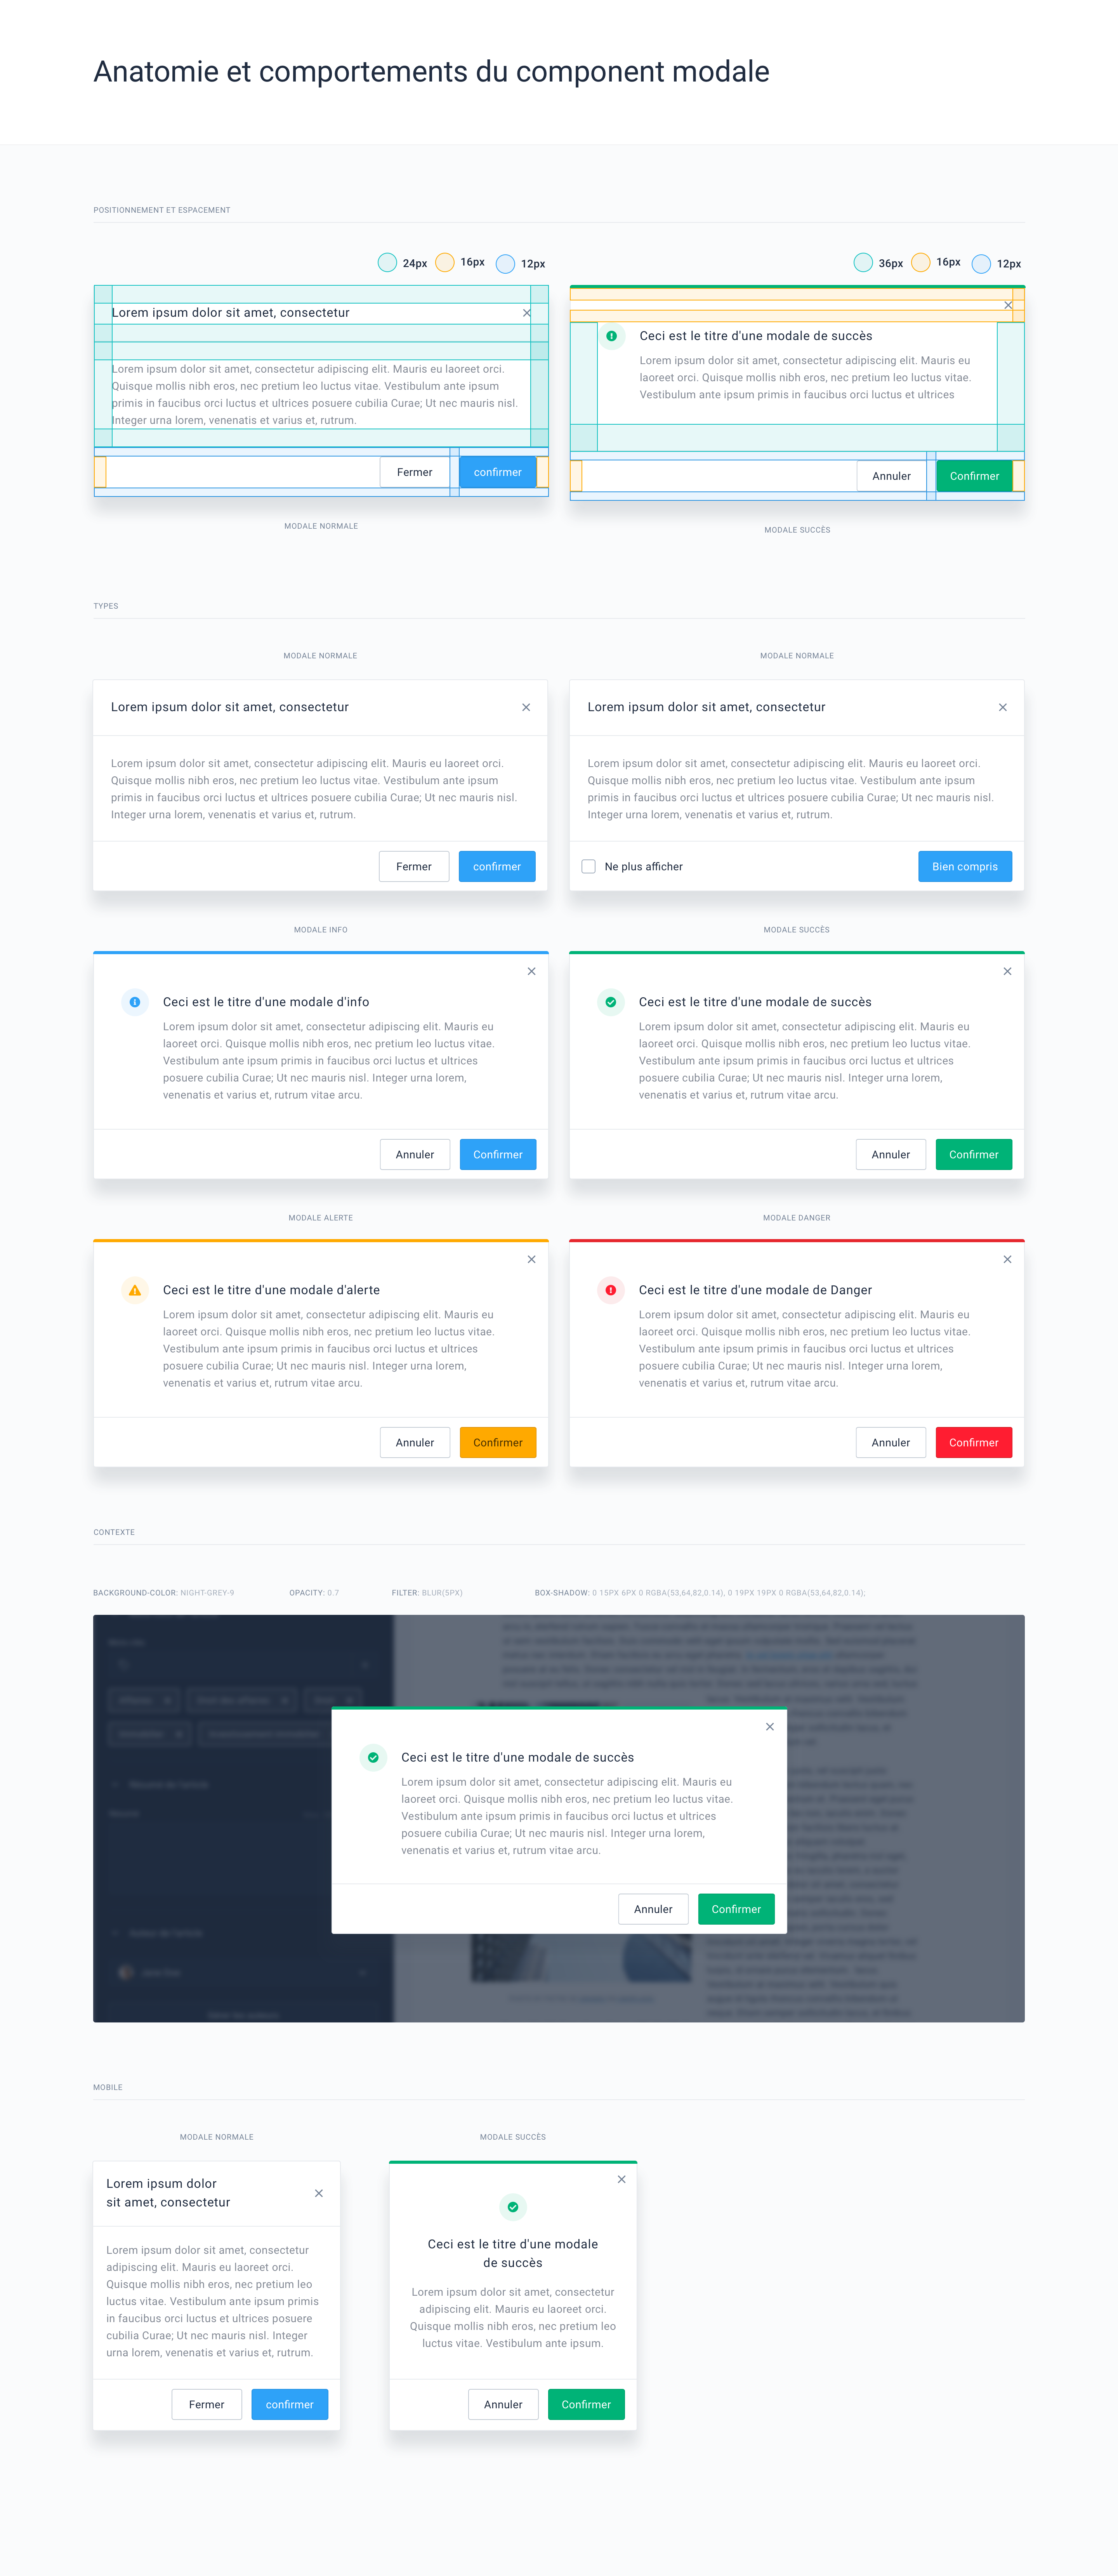 Anatomie et comportements du component modale
POSITIONNEMENT ET ESPACEMENT
24px 16px 12px
36px 16px 12px
Lorem ipsum dolor sit amet, consectetur
Lorem ipsum dolor sit amet, consectetur adipiscing elit. Mauris eu laoreet orci.
Quisque mollis nibh eros, nec pretium leo luctus vitae. Vestibulum ante ipsum
primis in faucibus orci luctus et ultrices posuere cubilia Curae; Ut nec mauris nisl.
Integer urna lorem, venenatis et varius et, rutrum.
Fermer confirmer
MODALE NORMALE
Ceci est le titre d'une modale de succès
Lorem ipsum dolor sit amet, consectetur adipiscing elit. Mauris eu
laoreet orci. Quisque mollis nibh eros, nec pretium leo luctus vitae.
Vestibulum ante ipsum primis in faucibus orci luctus et ultrices
Annuler Confirmer
MODALE SUCCÈS
TYPES
MODALE NORMALE
Lorem ipsum dolor sit amet, consectetur
Lorem ipsum dolor sit amet, consectetur adipiscing elit. Mauris eu laoreet orci.
Quisque mollis nibh eros, nec pretium leo luctus vitae. Vestibulum ante ipsum
primis in faucibus orci luctus et ultrices posuere cubilia Curae; Ut nec mauris nisl.
Integer urna lorem, venenatis et varius et, rutrum.
Fermer confirmer
MODALE NORMALE
Lorem ipsum dolor sit amet, consectetur
Lorem ipsum dolor sit amet, consectetur adipiscing elit. Mauris eu laoreet orci.
Quisque mollis nibh eros, nec pretium leo luctus vitae. Vestibulum ante ipsum
primis in faucibus orci luctus et ultrices posuere cubilia Curae; Ut nec mauris nisl.
Integer urna lorem, venenatis et varius et, rutrum.
Ne plus afficher Bien compris
MODALE INFO
Ceci est le titre d'une modale d'info
Lorem ipsum dolor sit amet, consectetur adipiscing elit. Mauris eu
laoreet orci. Quisque mollis nibh eros, nec pretium leo luctus vitae.
Vestibulum ante ipsum primis in faucibus orci luctus et ultrices
posuere cubilia Curae; Ut nec mauris nisl. Integer urna lorem,
venenatis et varius et, rutrum vitae arcu.
Annuler Confirmer
MODALE SUCCÈS
Ceci est le titre d'une modale de succès
Lorem ipsum dolor sit amet, consectetur adipiscing elit. Mauris eu
laoreet orci. Quisque mollis nibh eros, nec pretium leo luctus vitae.
Vestibulum ante ipsum primis in faucibus orci luctus et ultrices
posuere cubilia Curae; Ut nec mauris nisl. Integer urna lorem,
venenatis et varius et, rutrum vitae arcu.
Annuler Confirmer
MODALE ALERTE
Ceci est le titre d'une modale d'alerte
Lorem ipsum dolor sit amet, consectetur adipiscing elit. Mauris eu
laoreet orci. Quisque mollis nibh eros, nec pretium leo luctus vitae.
Vestibulum ante ipsum primis in faucibus orci luctus et ultrices
posuere cubilia Curae; Ut nec mauris nisl. Integer urna lorem,
venenatis et varius et, rutrum vitae arcu.
Annuler Confirmer
MODALE DANGER
Ceci est le titre d'une modale de Danger
Lorem ipsum dolor sit amet, consectetur adipiscing elit. Mauris eu
laoreet orci. Quisque mollis nibh eros, nec pretium leo luctus vitae.
Vestibulum ante ipsum primis in faucibus orci luctus et ultrices
posuere cubilia Curae; Ut nec mauris nisl. Integer urna lorem,
venenatis et varius et, rutrum vitae arcu.
Annuler Confirmer
CONTEXTE
BACKGROUND-COLOR: NIGHT-GREY-9 OPACITY: 0.7 FILTER: BLUR(5PX) BOX-SHADOW: 0 15PX 6PX 0 RGBA(53,64,82,0.14), 0 19PX 19PX 0 RGBA(53,64,82,0.14);
Ceci est le titre d'une modale de succès
Lorem ipsum dolor sit amet, consectetur adipiscing elit. Mauris eu
laoreet orci. Quisque mollis nibh eros, nec pretium leo luctus vitae.
Vestibulum ante ipsum primis in faucibus orci luctus et ultrices
posuere cubilia Curae; Ut nec mauris nisl. Integer urna lorem,
venenatis et varius et, rutrum vitae arcu.
Annuler Confirmer
MOBILE
MODALE NORMALE
Lorem ipsum dolor
sit amet, consectetur
Lorem ipsum dolor sit amet, consectetur
adipiscing elit. Mauris eu laoreet orci.
Quisque mollis nibh eros, nec pretium leo
luctus vitae. Vestibulum ante ipsum primis
in faucibus orci luctus et ultrices posuere
cubilia Curae; Ut nec mauris nisl. Integer
urna lorem, venenatis et varius et, rutrum.
Fermer confirmer
MODALE SUCCÈS
Ceci est le titre d'une modale
de succès
Lorem ipsum dolor sit amet, consectetur
adipiscing elit. Mauris eu laoreet orci.
Quisque mollis nibh eros, nec pretium leo
luctus vitae. Vestibulum ante ipsum.
Annuler Confirmer